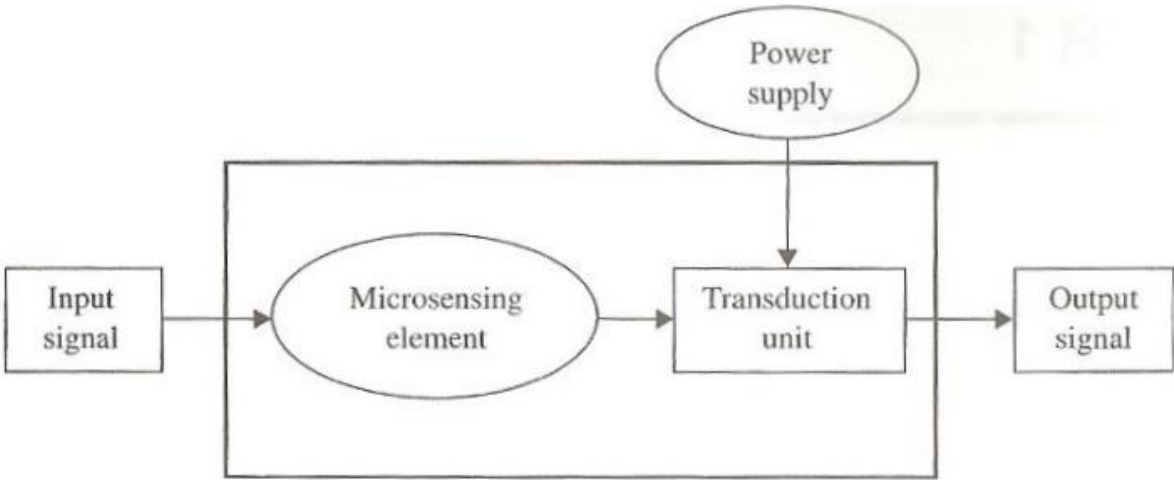 Power
supply
Input
signal
Microsensing
element
Transduction
unit
Output
signal